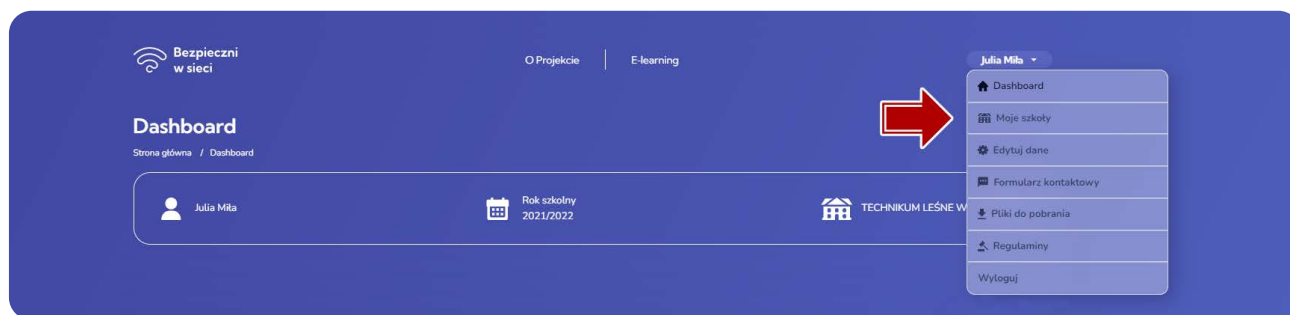 Bezpieczni
w sieci
O Projekcie
E-learning
Julia Miła
Dashboard
Moje szkoły
Edytuj dane
Formularz kontaktowy
Pliki do pobrania
Regulaminy
Wyloguj
Dashboard
Strona główna / Dashboard
Julia Miła
Rok szkolny
2021/2022
TECHNIKUM LEŚNE W